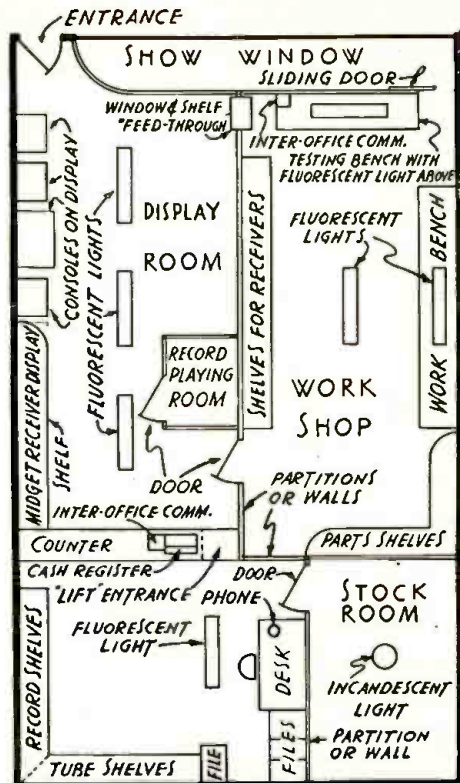 ENTRANCE
SHOW WINDOW
SLIDING DOOR
WINDOW & SHELF
"FEED-THROUGH
INTER-OFFICE COMM.
TESTING BENCH WITH
FLUORESCENT LIGHT ABOVE
CONSOLES ON DISPLAY
FLUORESCENT LIGHTS
DISPLAY
ROOM
SHELVES FOR RECEIVERS
FLUORESCENT
LIGHTS
WORK BENCH
RECORD
PLAYING
ROOM
WORK
SHOP
MIDGET RECEIVER DISPLAY
SHELF
DOOR
PARTITIONS
OR WALLS
INTER-OFFICE COMM.
COUNTER
PARTS SHELVES
CASH REGISTER
"LIFT" ENTRANCE
DOOR
PHONE
STOCK
ROOM
FLUORESCENT
LIGHT
RECORD SHELVES
DESK
INCANDESCENT
LIGHT
FILES
PARTITION
OR WALL
TUBE SHELVES
FILE